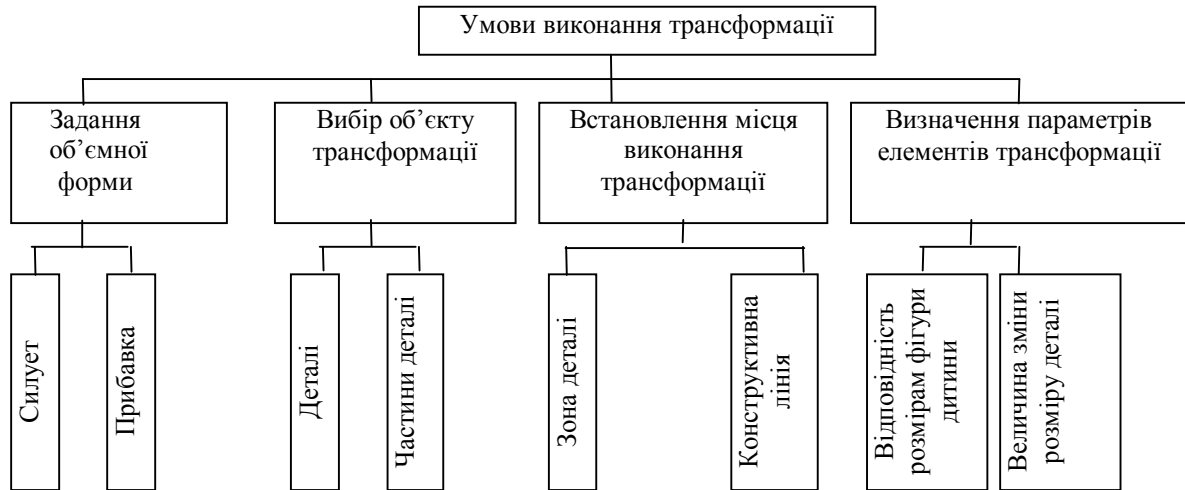 Умови виконання трансформації
Задання
об’ємної
форми
Вибір об’єкту
трансформації
Встановлення місця
виконання
трансформації
Визначення параметрів
елементів трансформації
Силует
Прибавка
Деталі
Частини деталі
Зона деталі
Конструктивна
лінія
Відповідність
розмірам фігури
дитини
Величина зміни
розміру деталі